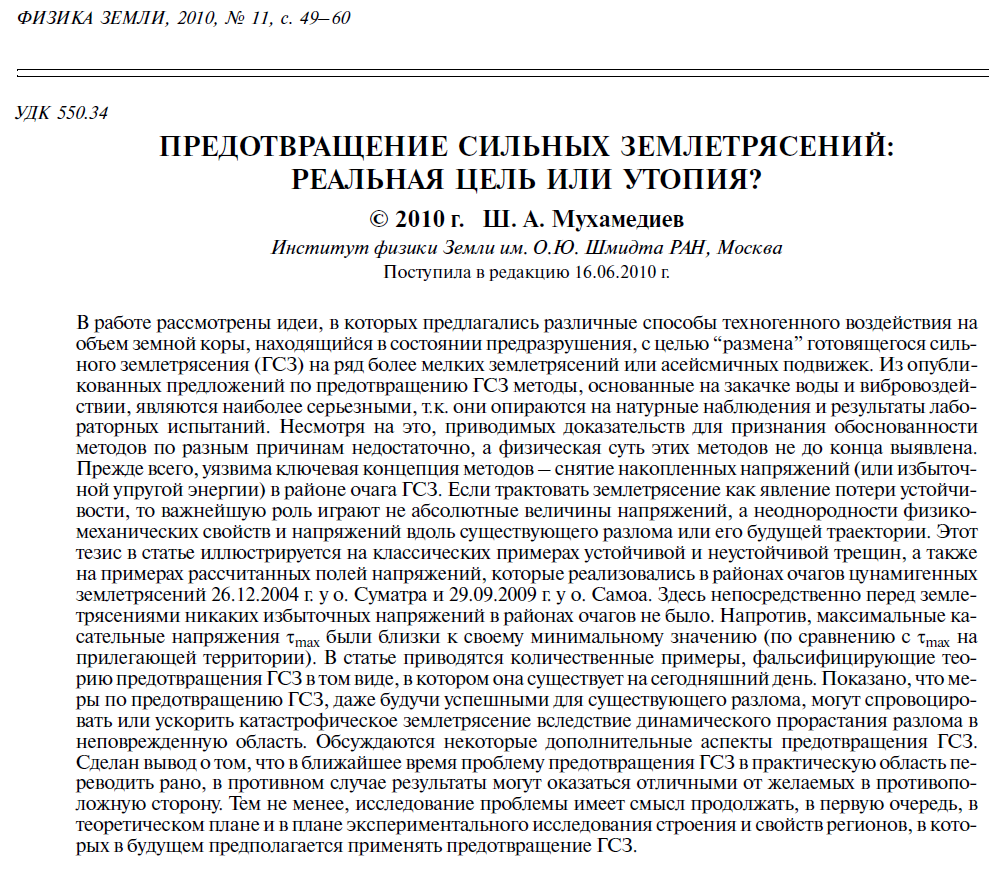 ФИЗИКА ЗЕМЛИ, 2010, № 11, с. 49–60
УДК 550.34
ПРЕДОТВРАЩЕНИЕ СИЛЬНЫХ ЗЕМЛЕТРЯСЕНИЙ:
РЕАЛЬНАЯ ЦЕЛЬ ИЛИ УТОПИЯ?
© 2010 г. Ш. А. Мухамедиев
Институт физики Земли им. О.Ю. Шмидта РАН, Москва
Поступила в редакцию 16.06.2010 г.
В работе рассмотрены идеи, в которых предлагались различные способы техногенного воздействия на
объем земной коры, находящийся в состоянии предразрушения, с целью “размена” готовящегося силь-
ного землетрясения (ГСЗ) на ряд более мелких землетрясений или асейсмичных подвижек. Из опубли-
кованных предложений по предотвращению ГСЗ методы, основанные на закачке воды и вибровоздей-
ствии, являются наиболее серьезными, т.к. они опираются на натурные наблюдения и результаты лабо-
раторных испытаний. Несмотря на это, приводимых доказательств для признания обоснованности
методов по разным причинам недостаточно, а физическая суть этих методов не до конца выявлена.
Прежде всего, уязвима ключевая концепция методов – снятие накопленных напряжений (или избыточ-
ной упругой энергии) в районе очага ГСЗ. Если трактовать землетрясение как явление потери устойчи-
вости, то важнейшую роль играют не абсолютные величины напряжений, а неоднородности физико-
механических свойств и напряжений вдоль существующего разлома или его будущей траектории. Этот
тезис в статье иллюстрируется на классических примерах устойчивой и неустойчивой трещин, а также
на примерах рассчитанных полей напряжений, которые реализовались в районах очагов цунамигенных
землетрясений 26.12.2004 г. у о. Суматра и 29.09.2009 г. у о. Самоа. Здесь непосредственно перед земле-
трясениями никаких избыточных напряжений в районах очагов не было. Напротив, максимальные ка-
сательные напряжения τmax были близки к своему минимальному значению (по сравнению с τmax на
прилегающей территории). В статье приводятся количественные примеры, фальсифицирующие тео-
рию предотвращения ГСЗ в том виде, в котором она существует на сегодняшний день. Показано, что ме-
ры по предотвращению ГСЗ, даже будучи успешными для существующего разлома, могут спровоциро-
вать или ускорить катастрофическое землетрясение вследствие динамического прорастания разлома в
неповрежденную область. Обсуждаются некоторые дополнительные аспекты предотвращения ГСЗ.
Сделан вывод о том, что в ближайшее время проблему предотвращения ГСЗ в практическую область пе-
реводить рано, в противном случае результаты могут оказаться отличными от желаемых в противопо-
ложную сторону. Тем не менее, исследование проблемы имеет смысл продолжать, в первую очередь, в
теоретическом плане и в плане экспериментального исследования строения и свойств регионов, в кото-
рых в будущем предполагается применять предотвращение ГСЗ.